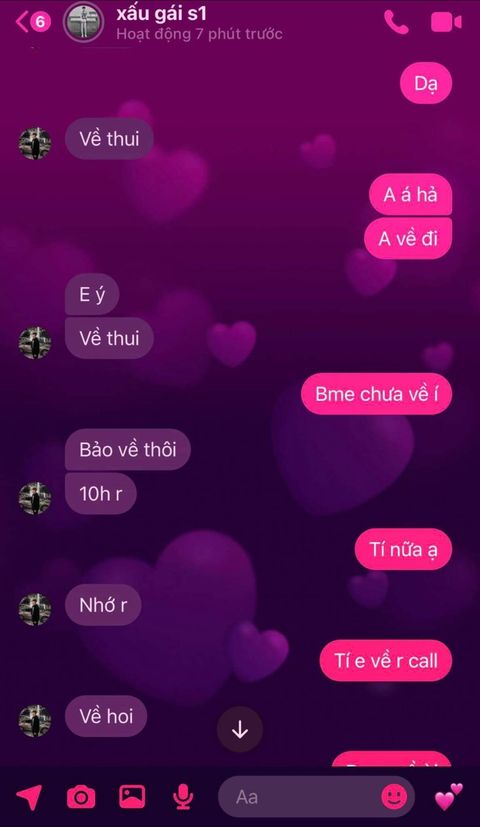 6
xấu gái s1
Hoạt động 7 phút trước
Dạ
Về thui
A á hả
A về đi
E ý
Về thui
Bme chưa về í
Bảo về thôi
10h r
Tí nữa ạ
Nhớ r
Tí e về r call
Về hoi
Aa